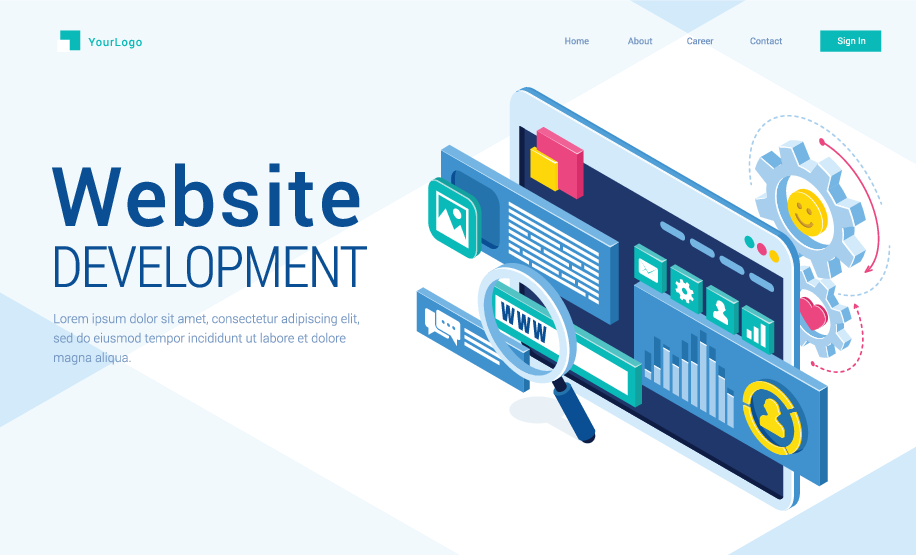 YourLogo
Home About Career Contact Sign In
Website
DEVELOPMENT
Lorem ipsum dolor sit amet, consectetur adipiscing elit,
sed do eiusmod tempor incididunt ut labore et dolore
magna aliqua.
WWW